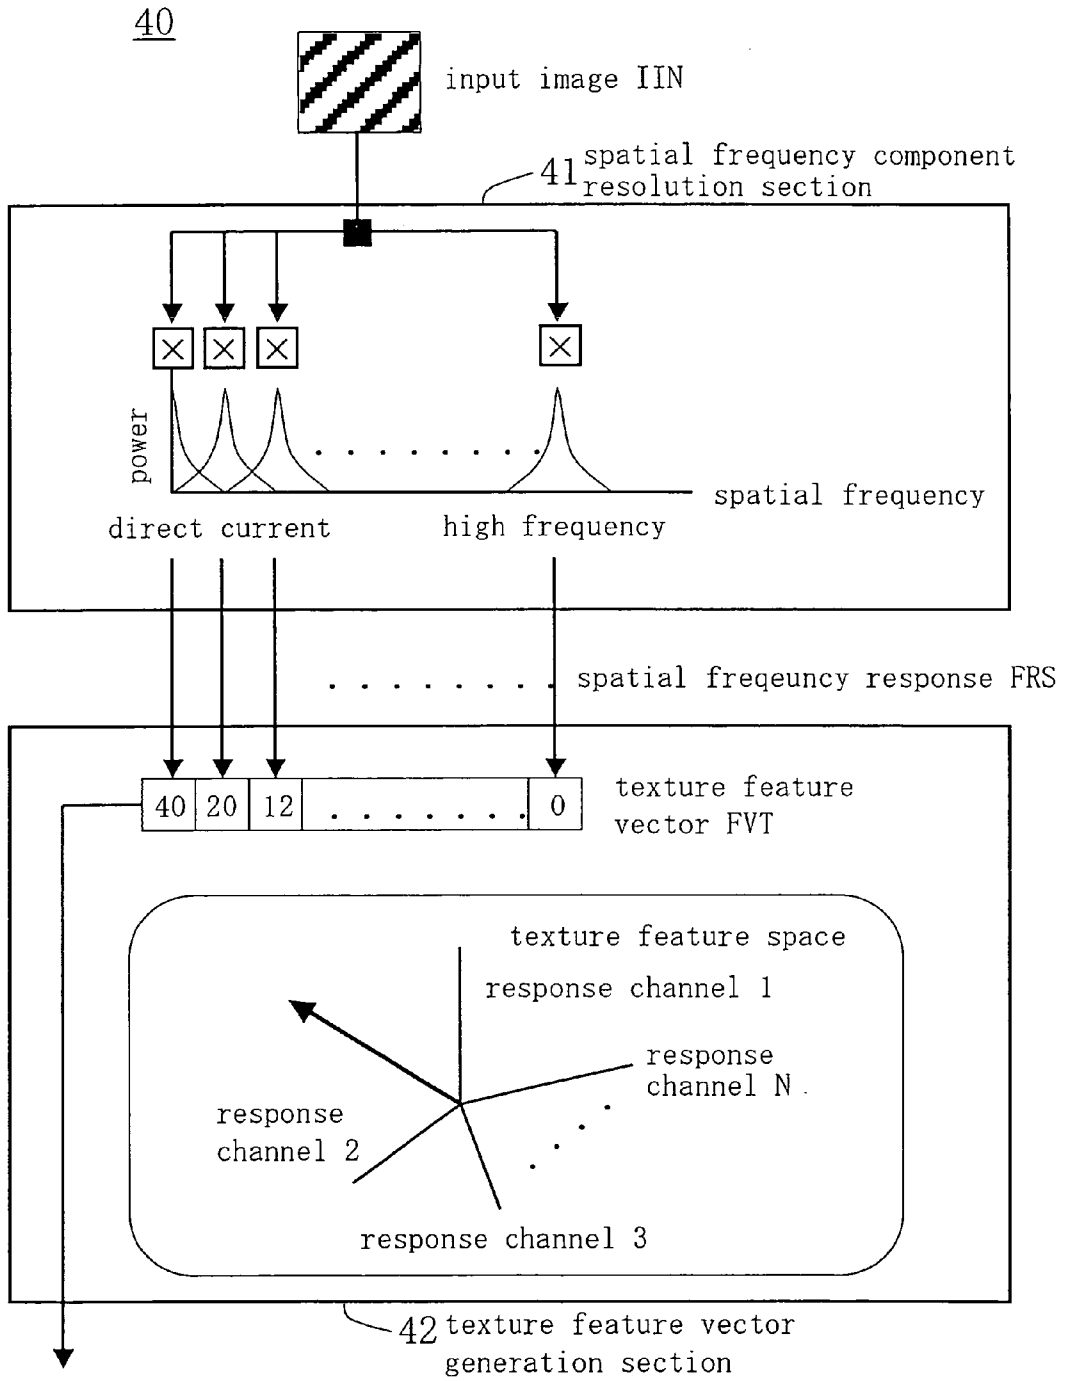 40
input image IIN
41 spatial frequency component
resolution section
power
spatial frequency
direct current
high frequency
spatial freqeuncy response FRS
40 20 12 0
texture feature
vector FVT
texture feature space
response channel 1
response
channel N
response
channel 2
response channel 3
42 texture feature vector
generation section